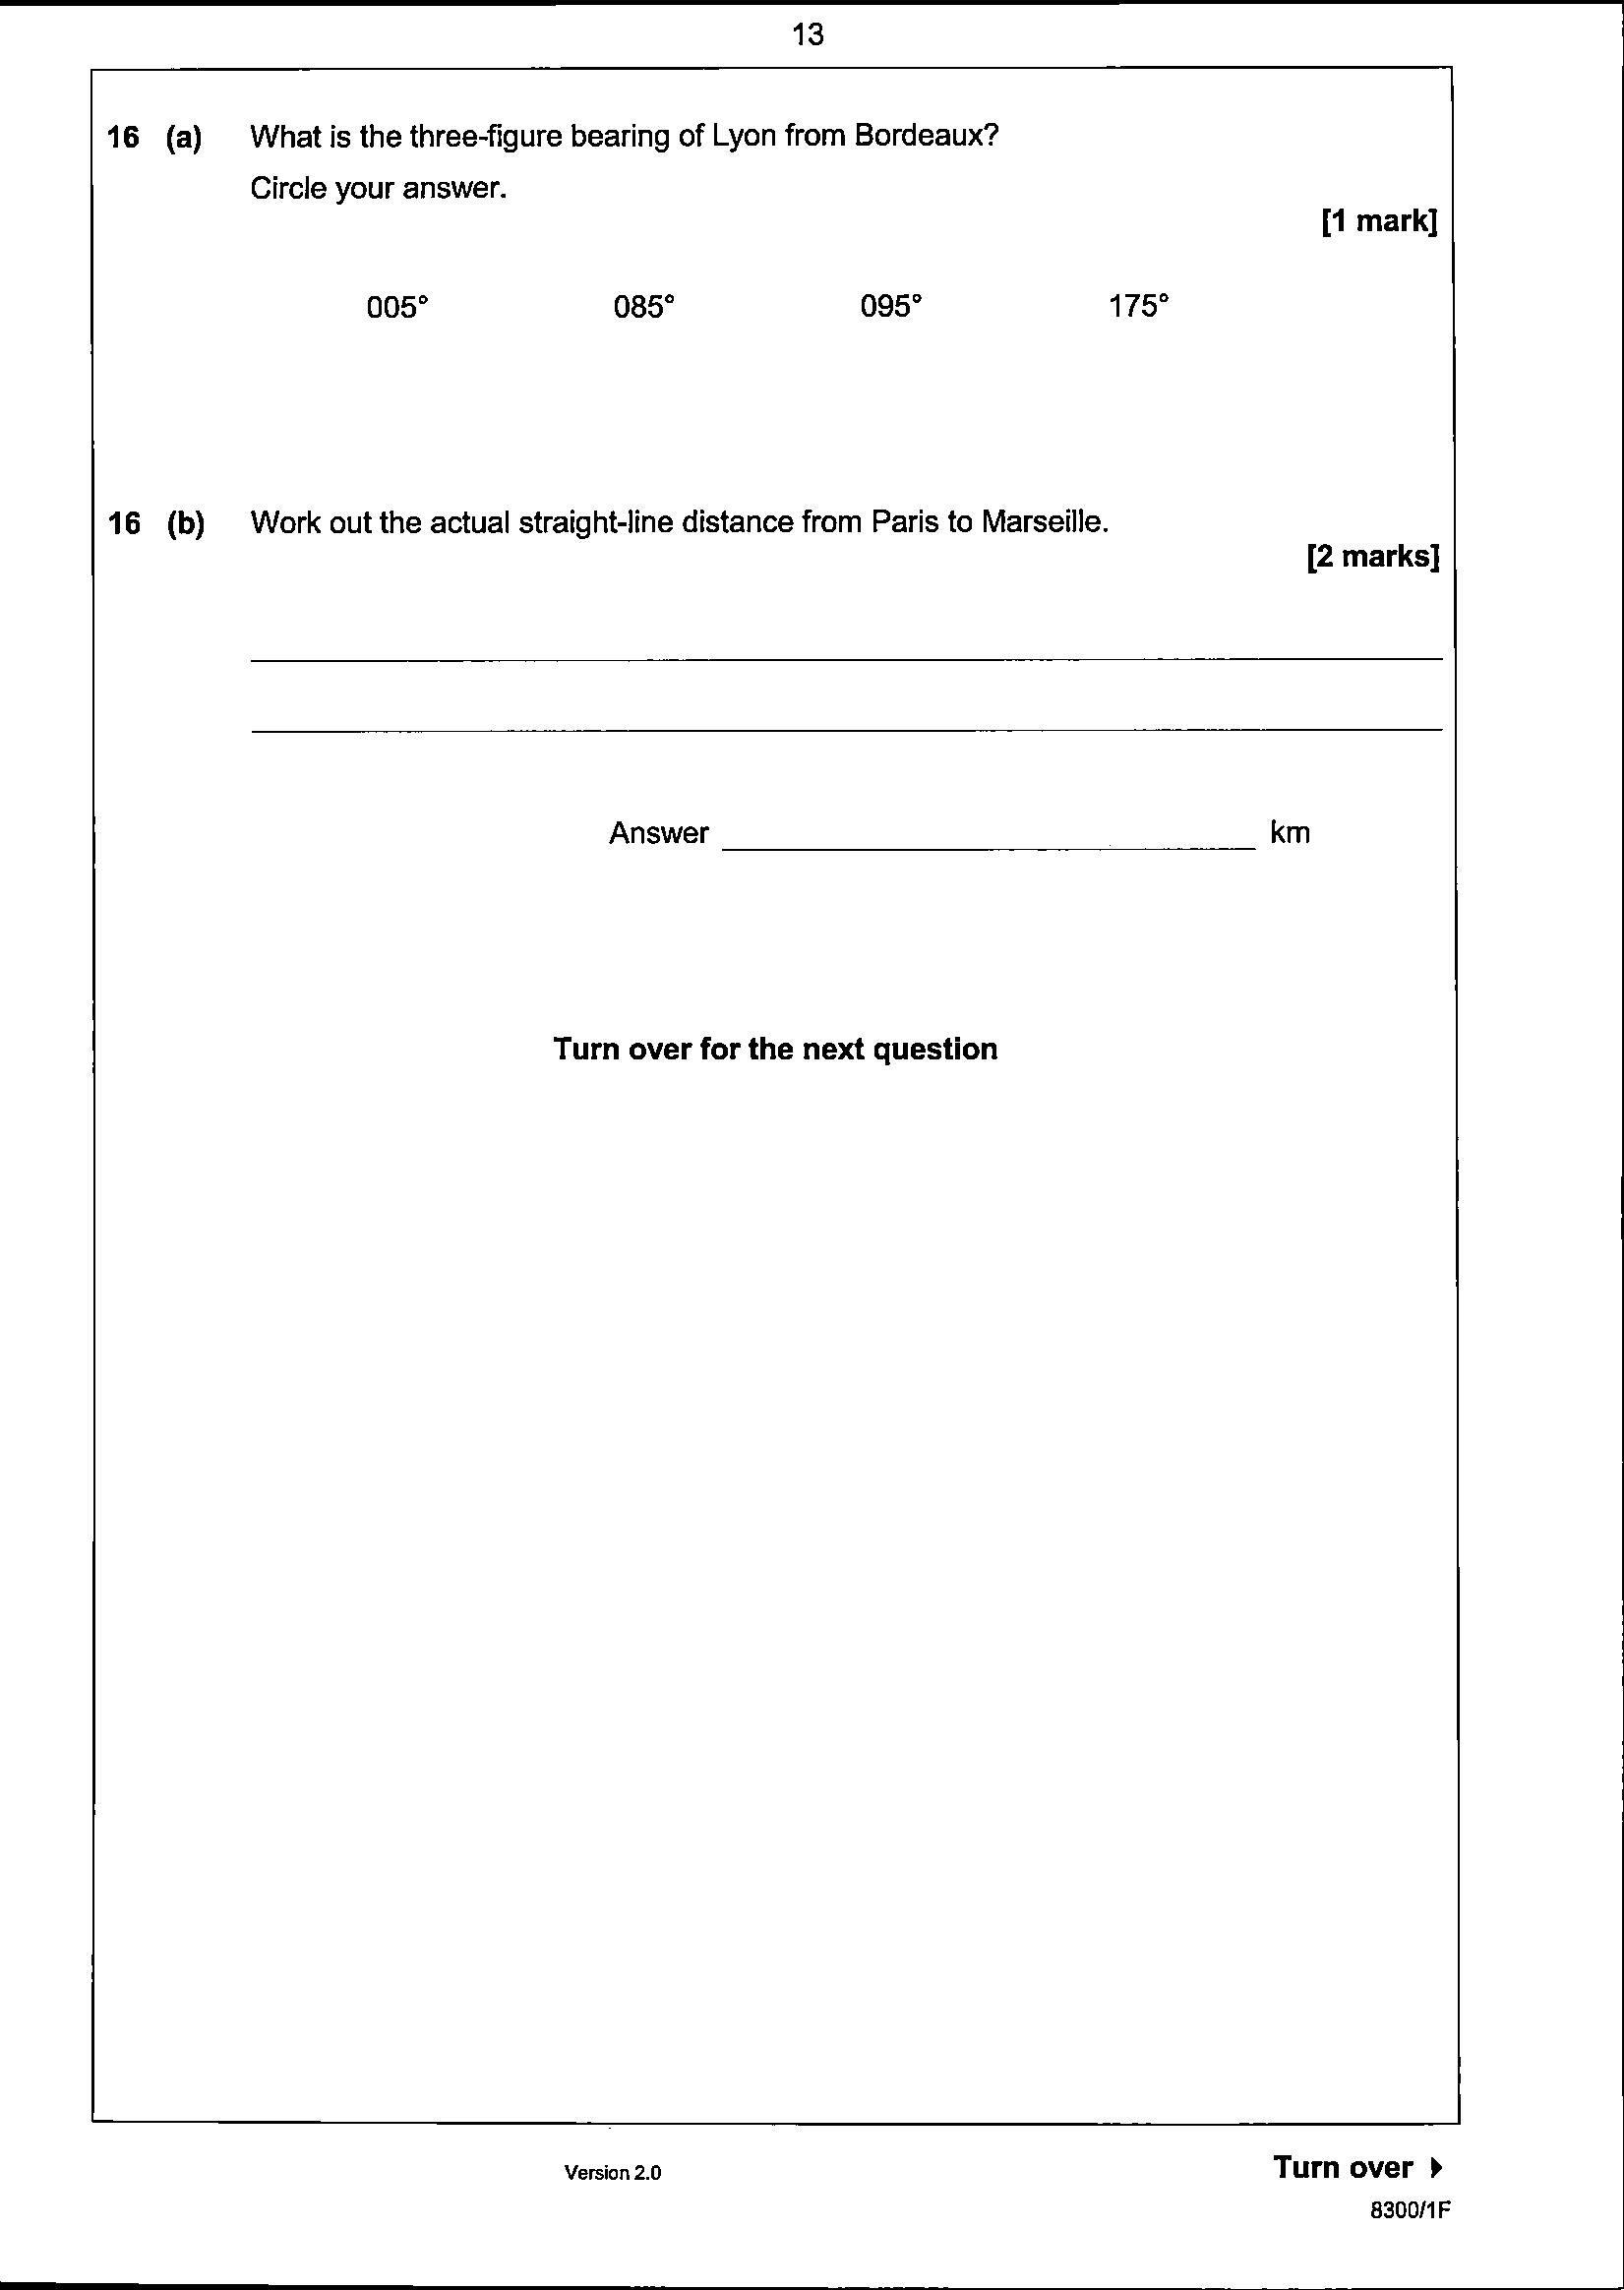 13
16 (a) What is the three-figure bearing of Lyon from Bordeaux?
Circle your answer.
[1 mark]
005° 085° 095° 175°
16 (b) Work out the actual straight-line distance from Paris to Marseille.
[2 marks]
Answer km
Turn over for the next question
Version 2.0
Turn over
8300/1F